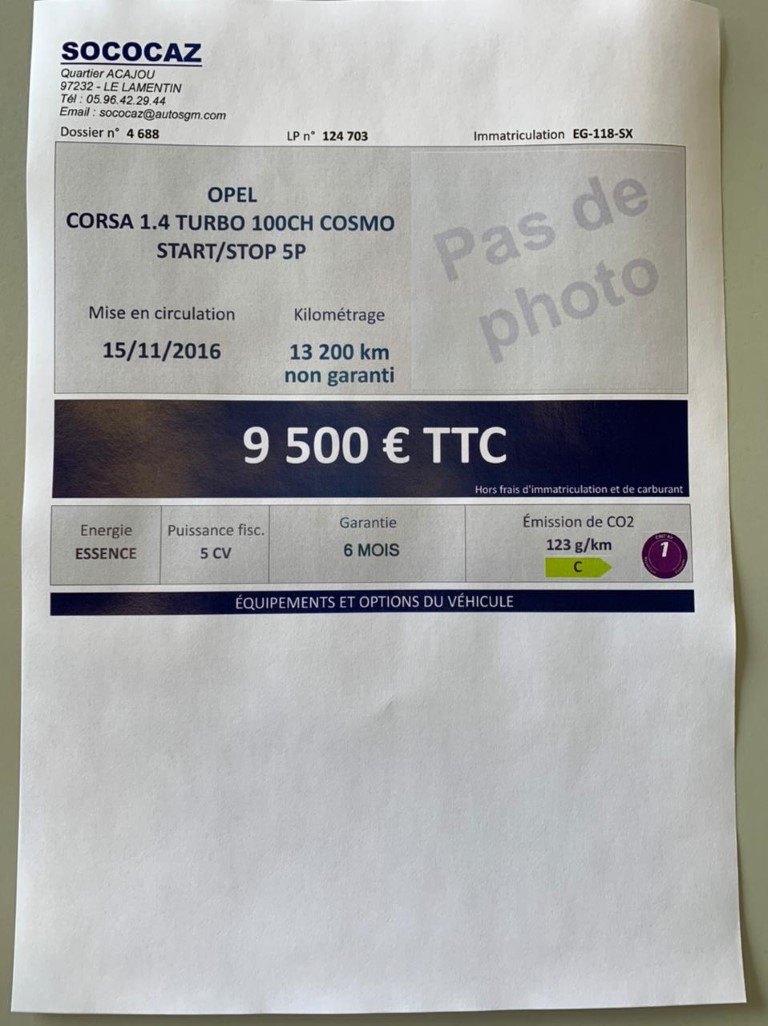 SOCOCAZ
Quartier ACAJOU
97232 - LE LAMENTIN
Tél : 05.96.42.29.44
Email : sococaz@autosgm.com
Dossier n° 4 688 LP n° 124 703 Immatriculation EG-118-SX
OPEL
CORSA 1.4 TURBO 100CH COSMO
START/STOP 5P
Pas de
photo
Mise en circulation Kilométrage
15/11/2016 13 200 km
non garanti
9 500 € TTC
Hors frais d'immatriculation et de carburant
Energie Puissance fisc. Garantie Émission de CO2
ESSENCE 5 CV 6 MOIS 123 g/km
C
1
ÉQUIPEMENTS ET OPTIONS DU VÉHICULE